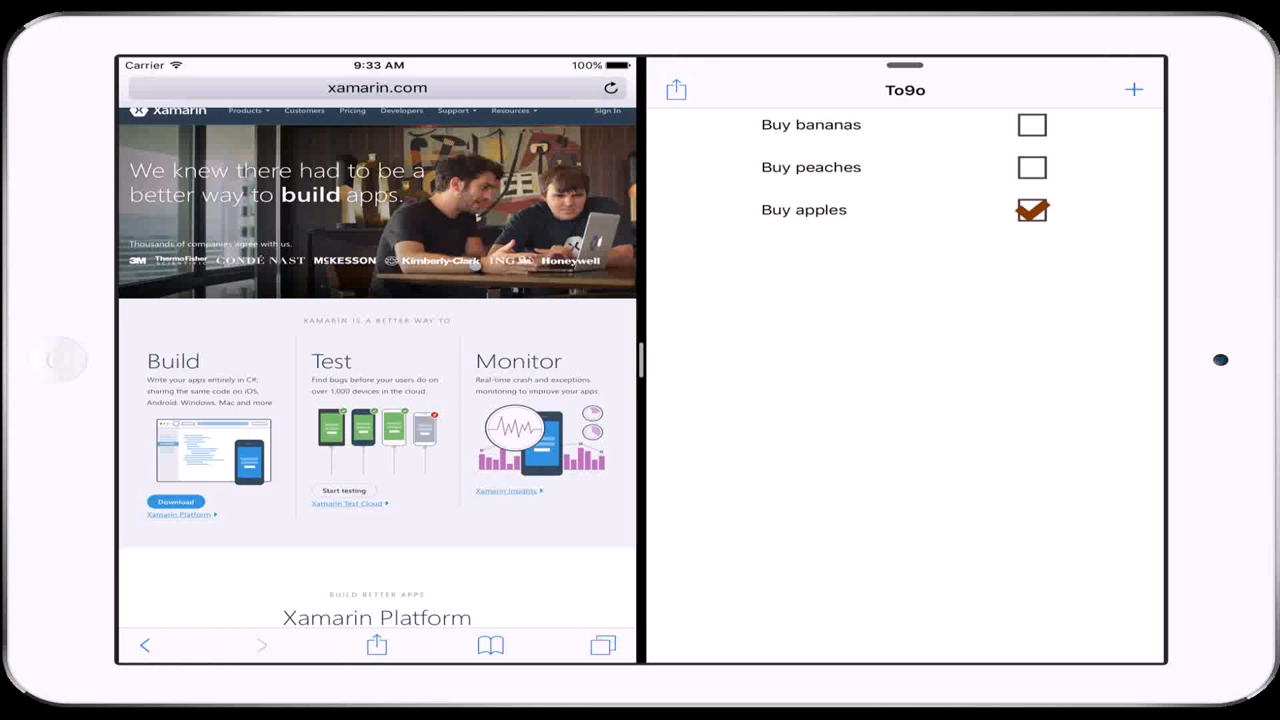 Carrier
9:33 AM
100%
xamarin.com
xamarin
Products
Customers
Pricing
Developers
Support
Resources
Sign In
We knew there had to be a
better way to build apps.
Thousands of companies agree with us.
3M
ThermoFisher
SCIENTIFIC
CONDÉ NAST
MCKESSON
Kimberly-Clark
ING
Honeywell
XAMARIN IS A BETTER WAY TO
Build
Write your apps entirely in C#,
sharing the same code on iOS,
Android, Windows, Mac and more
Download
Xamarin Platform
Test
Find bugs before your users do on
over 1,000 devices in the cloud.
Start testing
Xamarin Test Cloud
Monitor
Real-time crash and exceptions
monitoring to improve your apps.
Xamarin Insights
BUILD BETTER APPS
Xamarin Platform
To9o
Buy bananas
Buy peaches
Buy apples